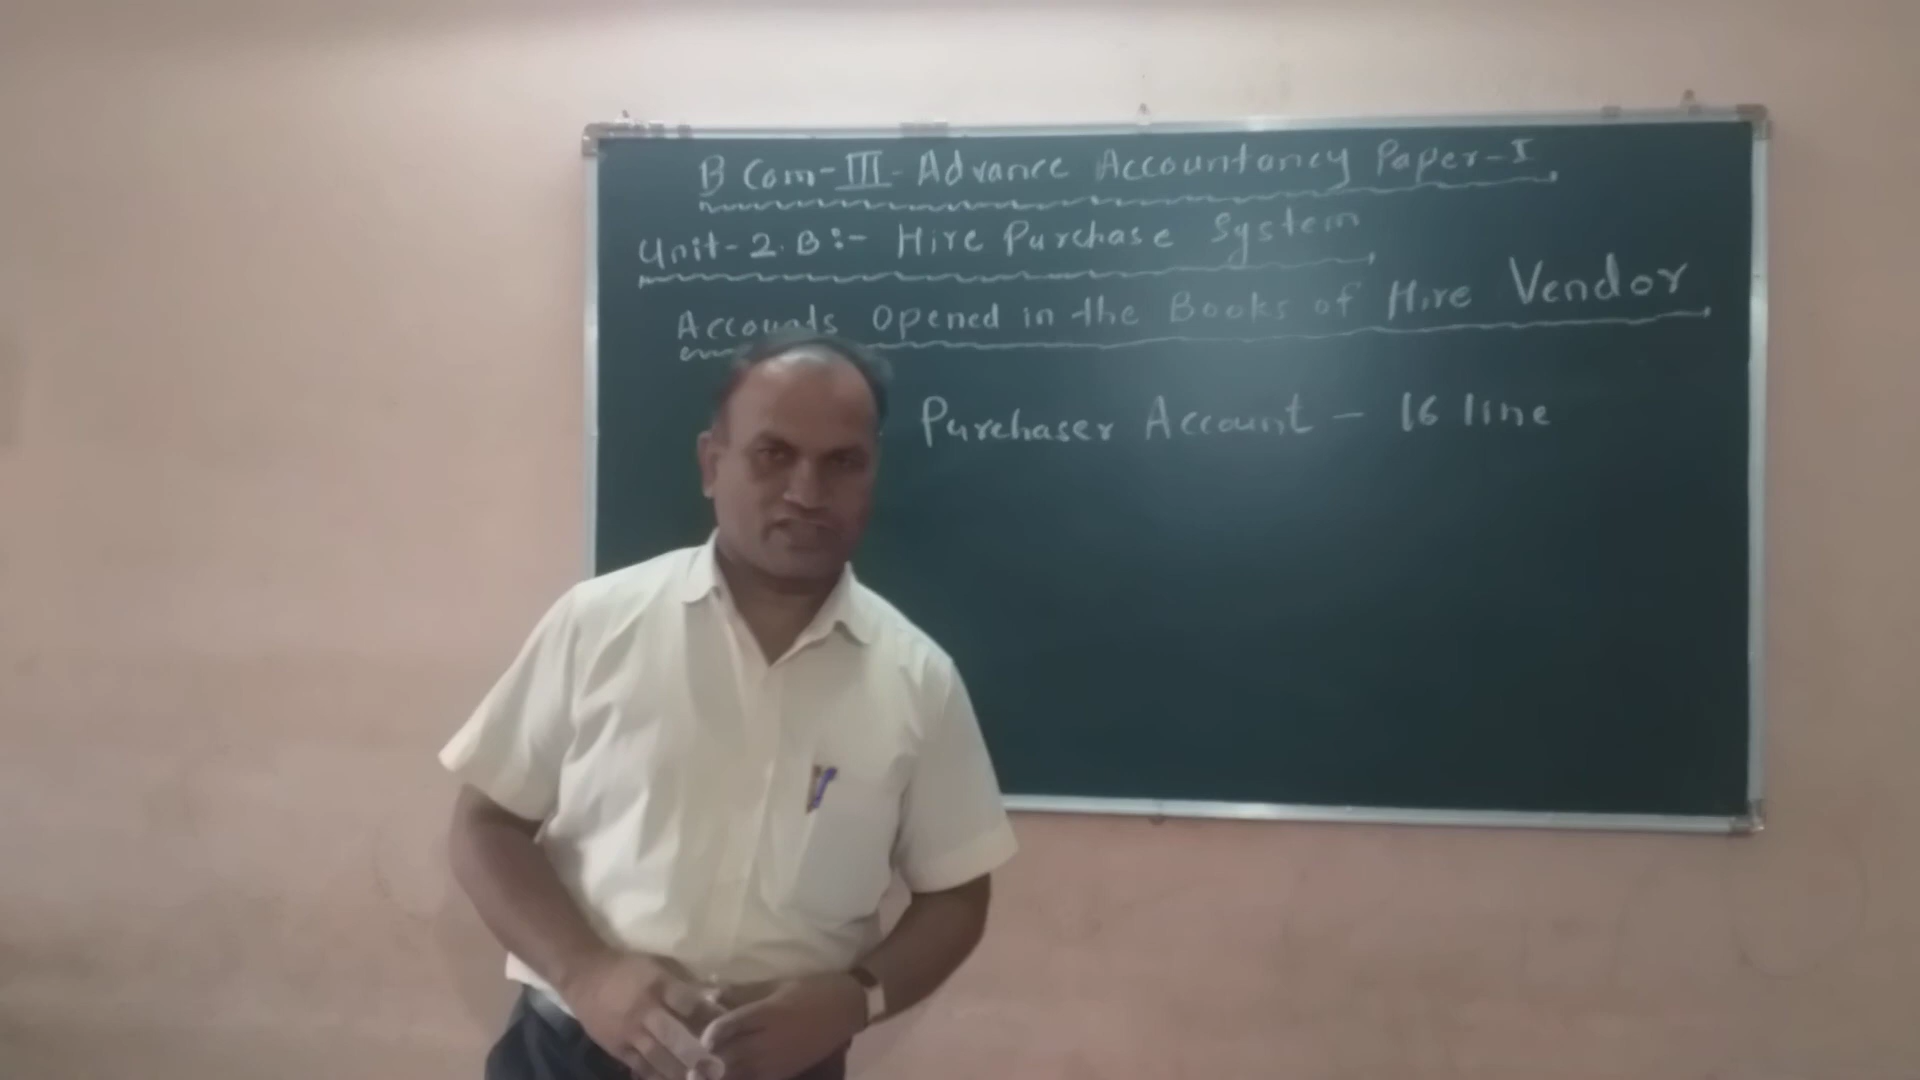 B Com-III-Advance Accountancy Paper-I
Unit-2.B:- Hire Purchase System
Accounts Opened in the Books of Hire Vendor
Purchaser Account - 16 line